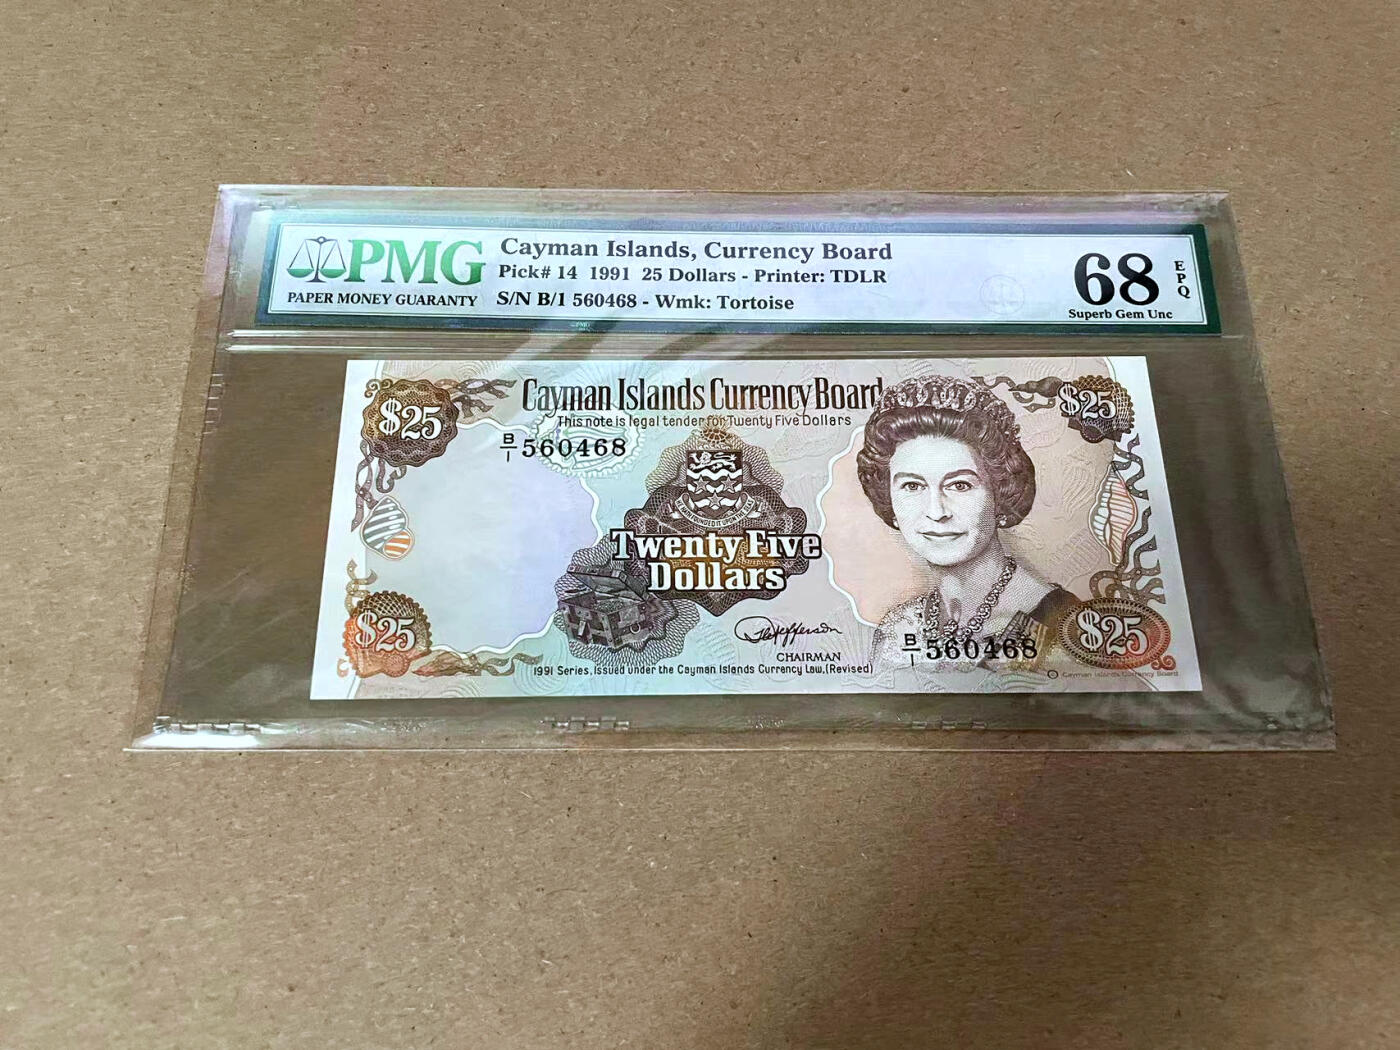 PMG
PAPER MONEY GUARANTY
Cayman Islands, Currency Board
Pick# 14 1991 25 Dollars - Printer: TDLR
S/N B/1 560468 - Wmk: Tortoise
68
EPQ
Superb Gem Unc
Cayman Islands Currency Board
This note is legal tender for Twenty Five Dollars
$25
$25
B/1 560468
Twenty Five
Dollars
$25
$25
CHAIRMAN
B/1 560468
1991 Series, Issued under the Cayman Islands Currency Law, (Revised)
© Cayman Islands Currency Board